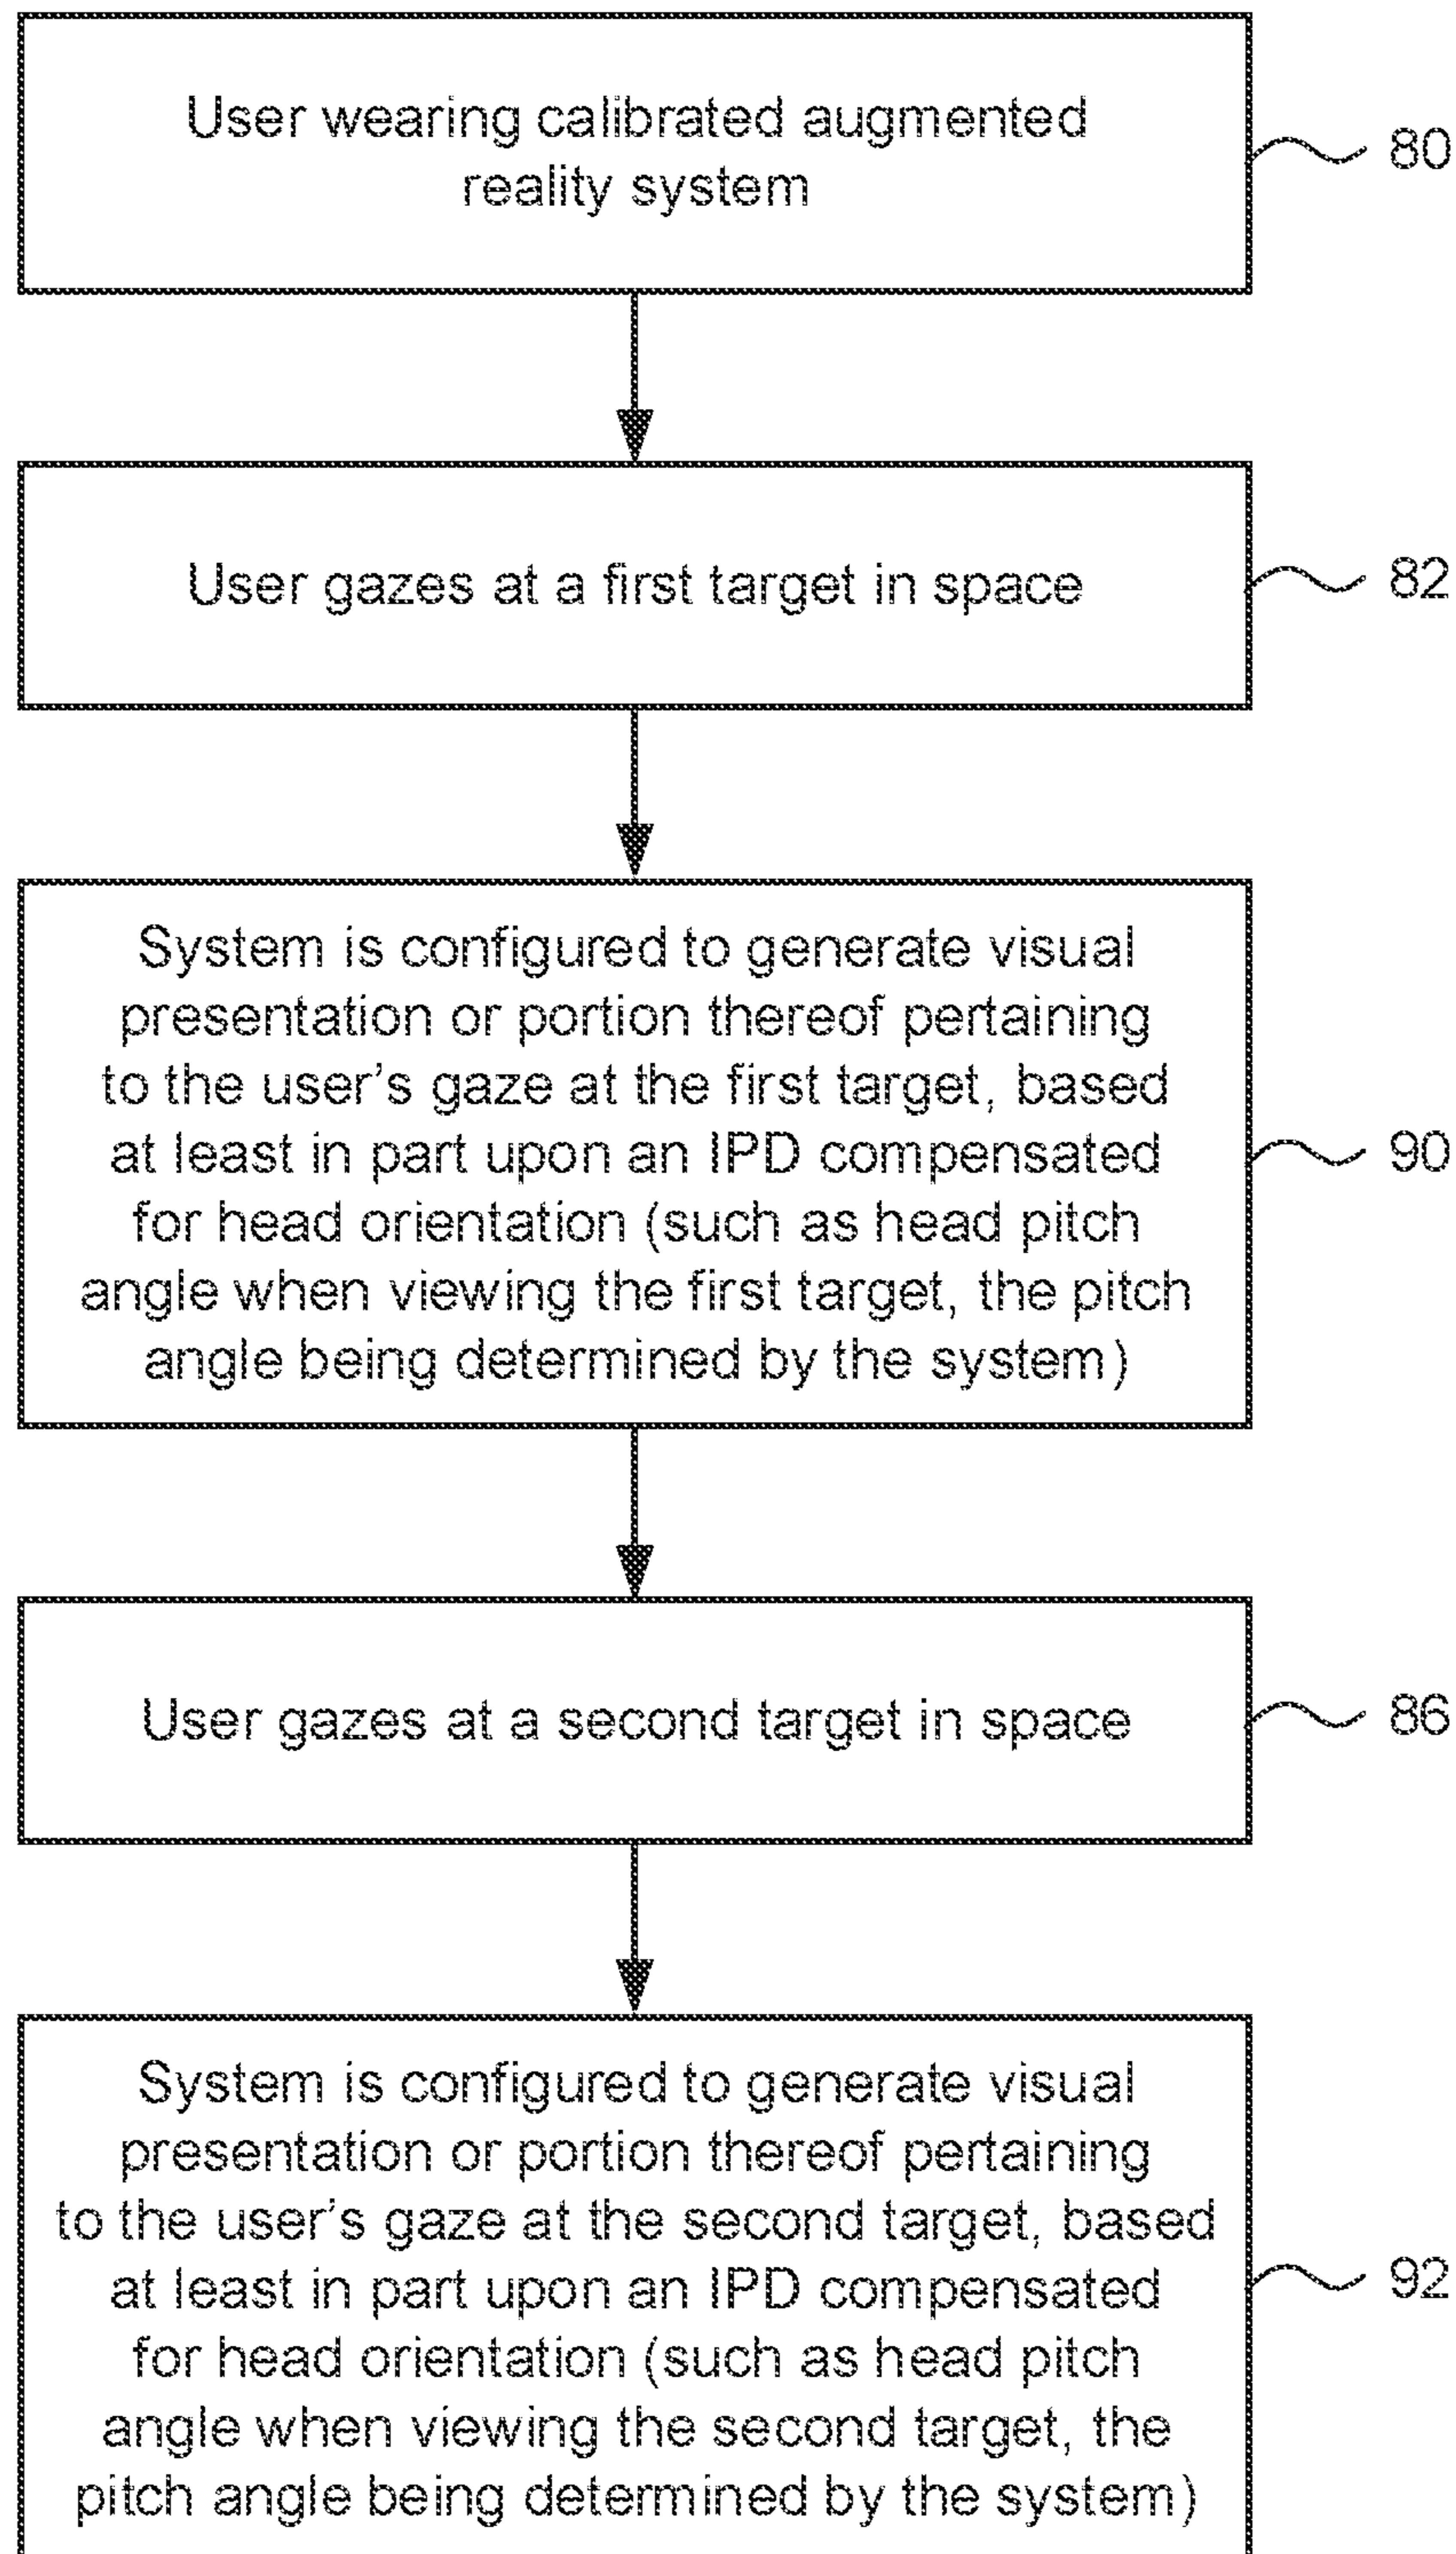 User wearing calibrated augmented
reality system
80
User gazes at a first target in space
82
System is configured to generate visual
presentation or portion thereof pertaining
to the user's gaze at the first target, based
at least in part upon an IPD compensated
for head orientation (such as head pitch
angle when viewing the first target, the pitch
angle being determined by the system)
90
User gazes at a second target in space
86
System is configured to generate visual
presentation or portion thereof pertaining
to the user's gaze at the second target, based
at least in part upon an IPD compensated
for head orientation (such as head pitch
angle when viewing the second target, the
pitch angle being determined by the system)
92